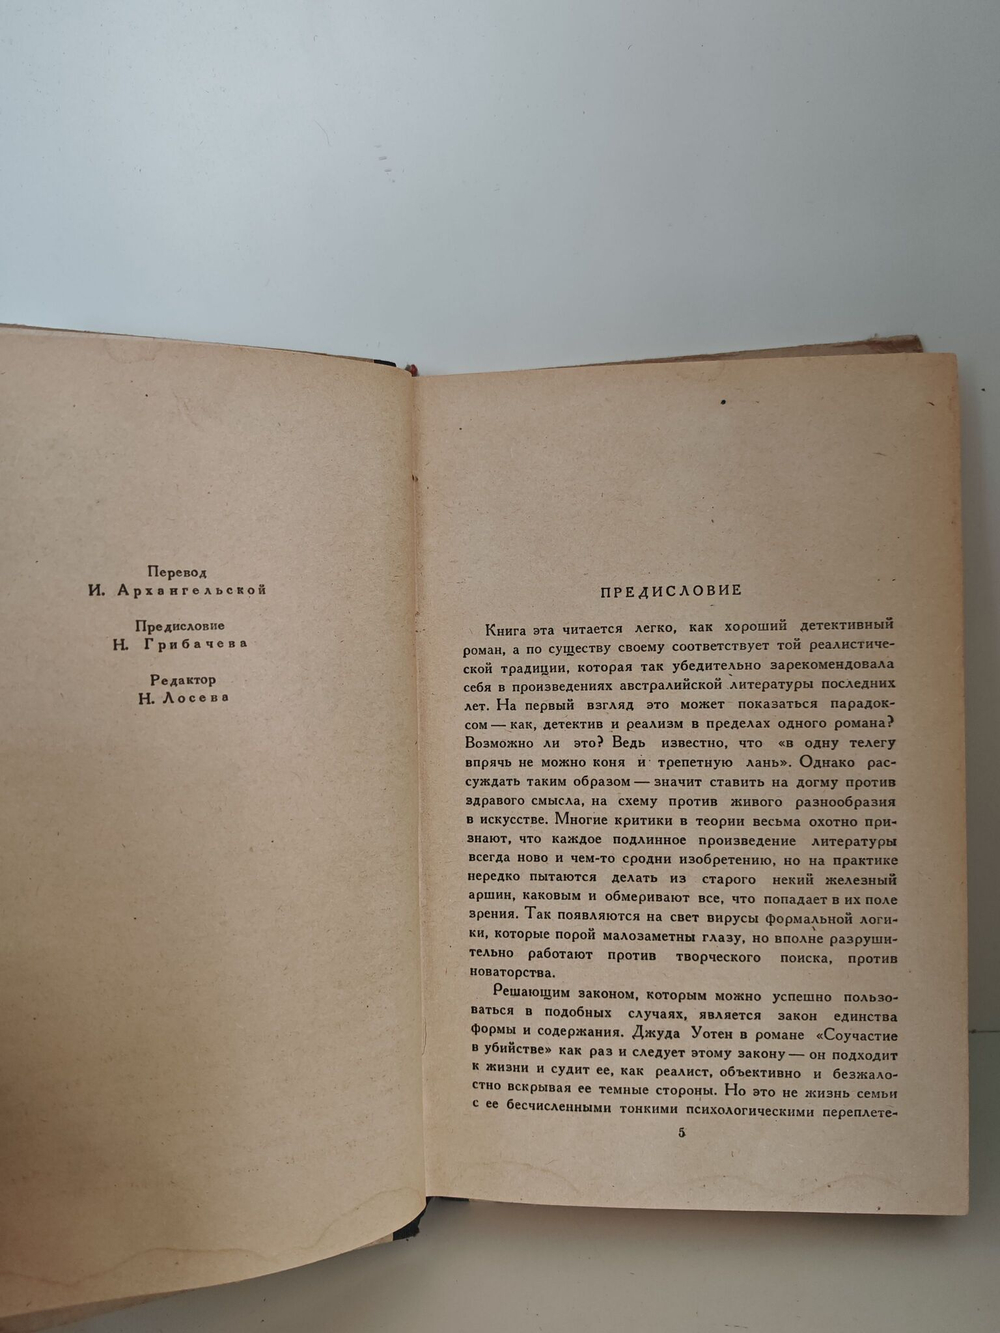 Перевод
И. Архангельской
Предисловие
Н. Грибачева
Редактор
Н. Лосева
ПРЕДИСЛОВИЕ
Книга эта читается легко, как хороший детективный
роман, а по существу своему соответствует той реалистиче-
ской традиции, которая так убедительно зарекомендовала
себя в произведениях австралийской литературы последних
лет. На первый взгляд это может показаться парадок-
сом — как, детектив и реализм в пределах одного романа?
Возможно ли это? Ведь известно, что «в одну телегу
впрячь не можно коня и трепетную лань». Однако рас-
суждать таким образом — значит ставить на догму против
здравого смысла, на схему против живого разнообразия
в искусстве. Многие критики в теории весьма охотно при-
знают, что каждое подлинное произведение литературы
всегда ново и чем-то сродни изобретению, но на практике
нередко пытаются делать из старого некий железный
аршин, каковым и обмеривают все, что попадает в их поле
зрения. Так появляются на свет вирусы формальной логи-
ки, которые порой малозаметны глазу, но вполне разруши-
тельно работают против творческого поиска, против
новаторства.
Решающим законом, которым можно успешно пользо-
ваться в подобных случаях, является закон единства
формы и содержания. Джуда Уотен в романе «Соучастие
в убийстве» как раз и следует этому закону — он подходит
к жизни и судит ее, как реалист, объективно и безжало-
стно вскрывая ее темные стороны. Но это не жизнь семьи
с ее бесчисленными тонкими психологическими переплете-
5